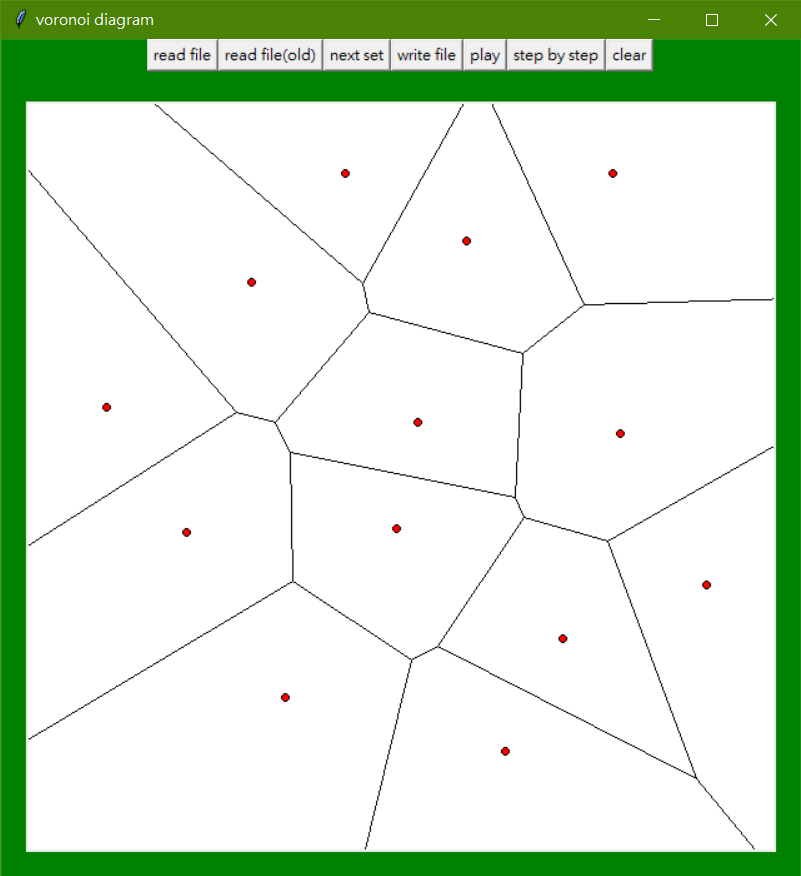 voronoi diagram
read file read file(old) next set write file play step by step clear